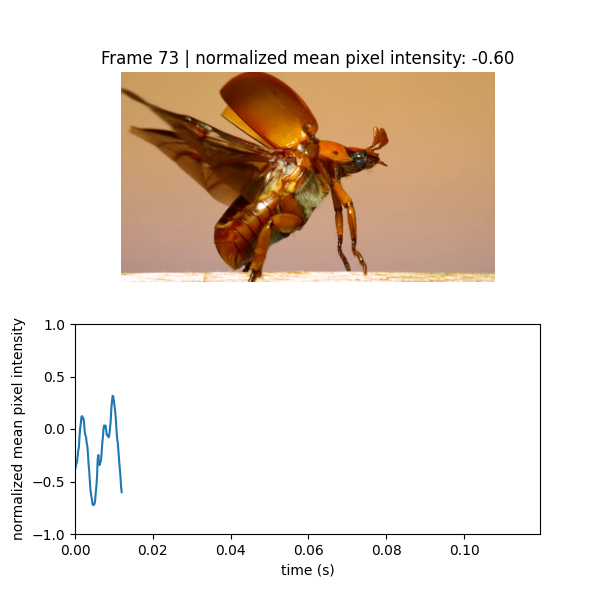 Frame 73 | normalized mean pixel intensity: -0.60
normalized mean pixel intensity
1.0
0.5
0.0
−0.5
−1.0
0.00 0.02 0.04 0.06 0.08 0.10
time (s)